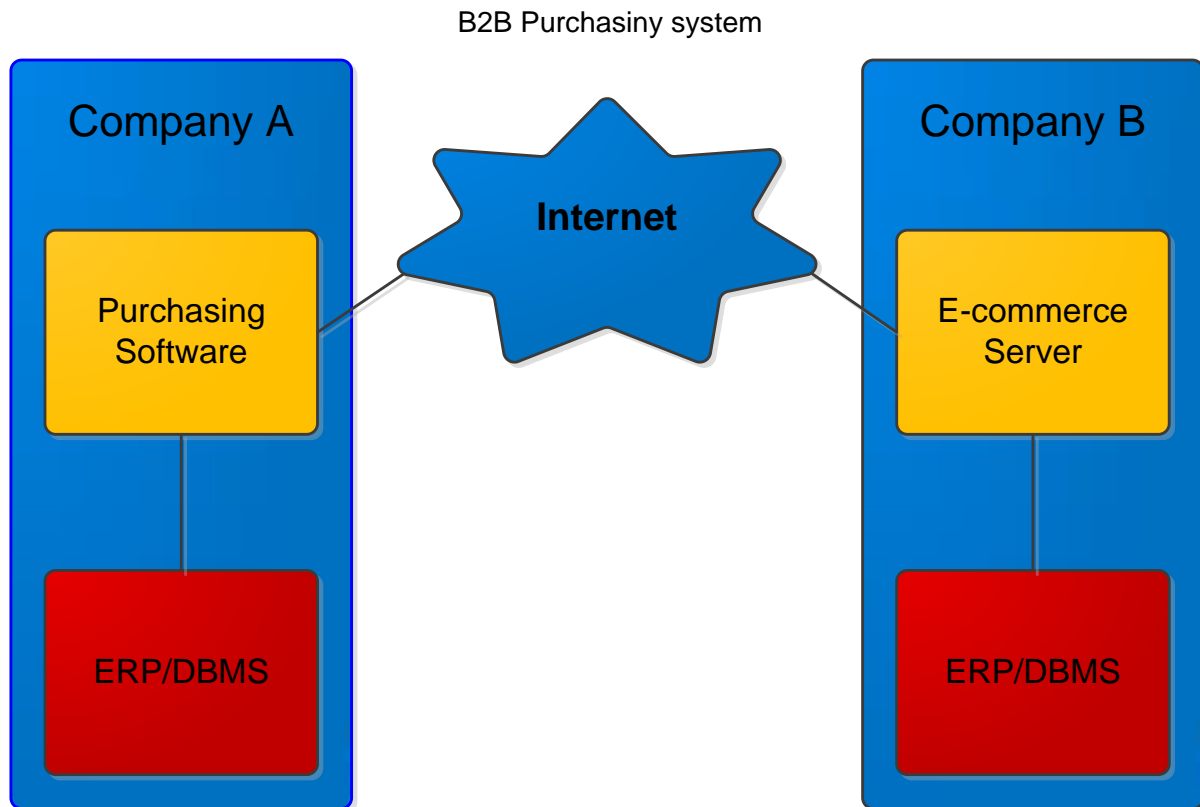 B2B Purchasiny system
Company A
Company B
Internet
Purchasing
Software
E-commerce
Server
ERP/DBMS
ERP/DBMS